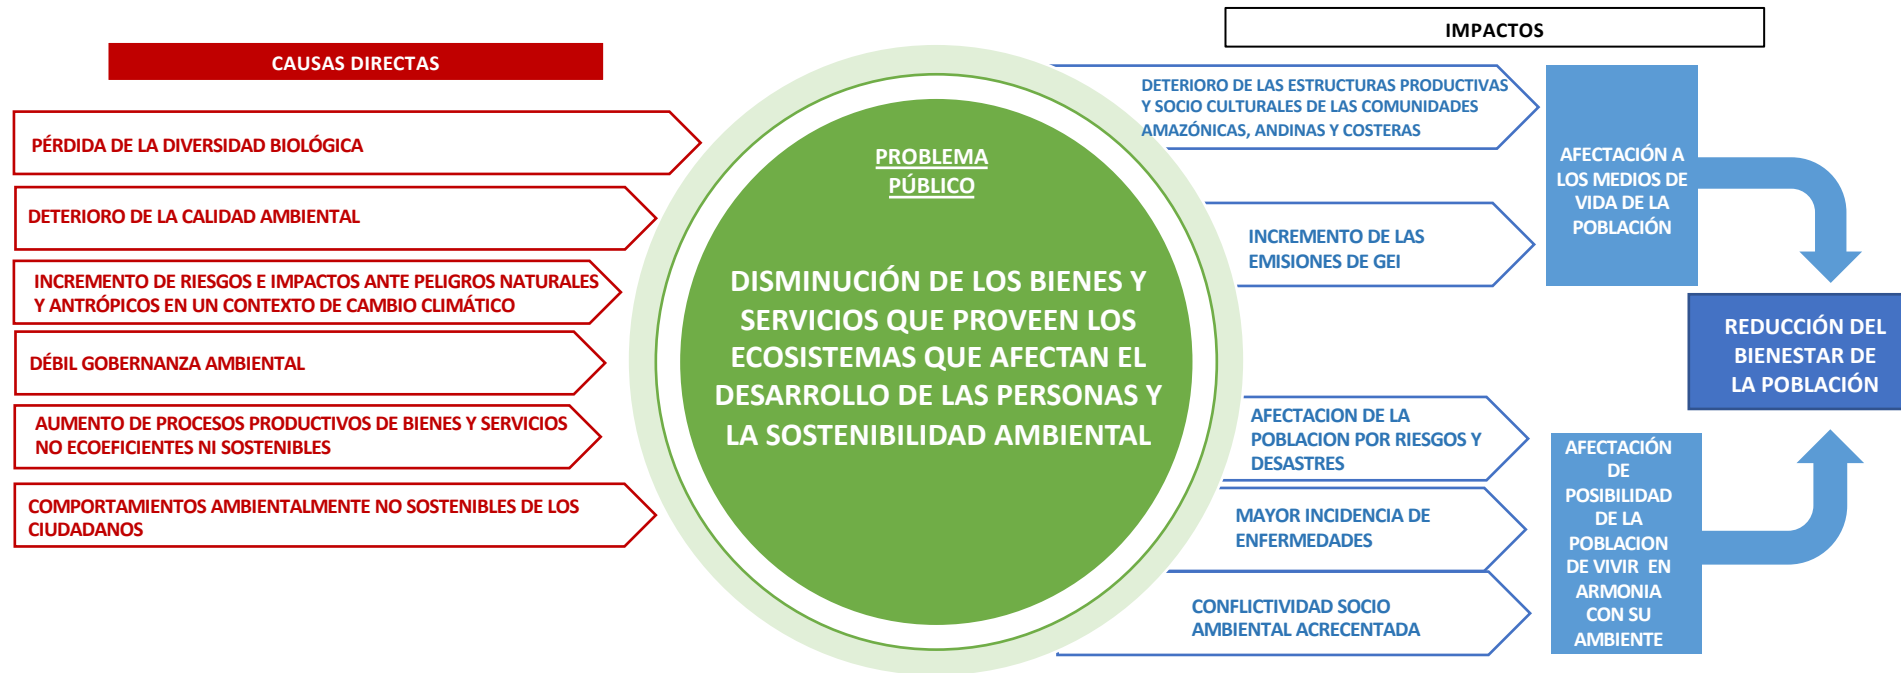 CAUSAS DIRECTAS
PÉRDIDA DE LA DIVERSIDAD BIOLÓGICA
DETERIORO DE LA CALIDAD AMBIENTAL
INCREMENTO DE RIESGOS E IMPACTOS ANTE PELIGROS NATURALES
Y ANTRÓPICOS EN UN CONTEXTO DE CAMBIO CLIMÁTICO
DÉBIL GOBERNANZA AMBIENTAL
AUMENTO DE PROCESOS PRODUCTIVOS DE BIENES Y SERVICIOS
NO ECOEFICIENTES NI SOSTENIBLES
COMPORTAMIENTOS AMBIENTALMENTE NO SOSTENIBLES DE LOS
CIUDADANOS
PROBLEMA
PÚBLICO
DISMINUCIÓN DE LOS BIENES Y
SERVICIOS QUE PROVEEN LOS
ECOSISTEMAS QUE AFECTAN EL
DESARROLLO DE LAS PERSONAS Y
LA SOSTENIBILIDAD AMBIENTAL
IMPACTOS
DETERIORO DE LAS ESTRUCTURAS PRODUCTIVAS
Y SOCIO CULTURALES DE LAS COMUNIDADES
AMAZÓNICAS, ANDINAS Y COSTERAS
INCREMENTO DE LAS
EMISIONES DE GEI
AFECTACION DE LA
POBLACION POR RIESGOS Y
DESASTRES
MAYOR INCIDENCIA DE
ENFERMEDADES
CONFLICTIVIDAD SOCIO
AMBIENTAL ACRECENTADA
AFECTACIÓN A
LOS MEDIOS DE
VIDA DE LA
POBLACIÓN
AFECTACIÓN
DE
POSIBILIDAD
DE LA
POBLACION
DE VIVIR EN
ARMONIA
CON SU
AMBIENTE
REDUCCIÓN DEL
BIENESTAR DE
LA POBLACIÓN